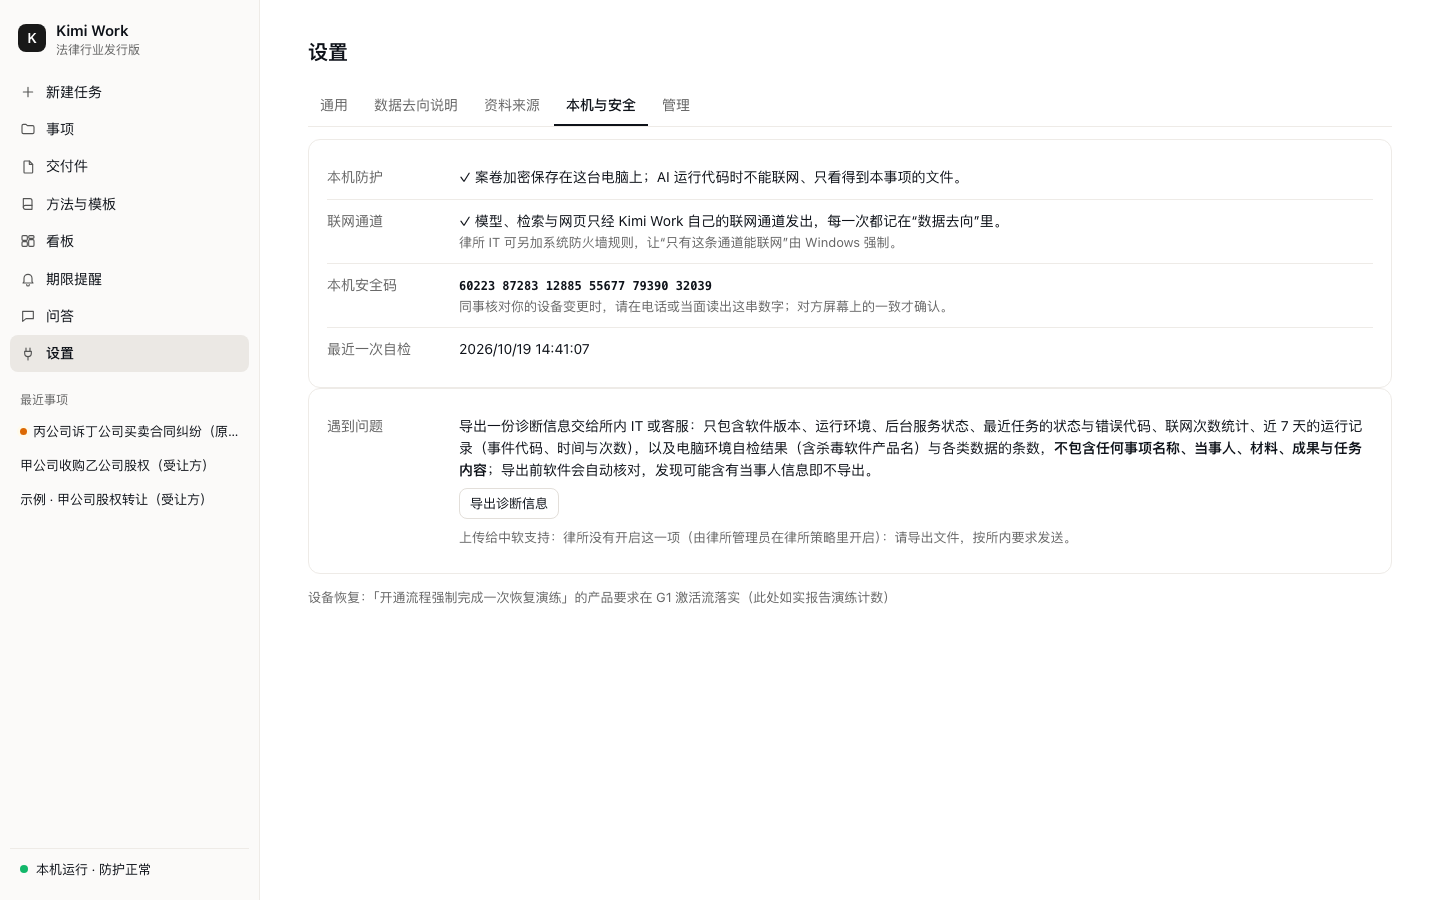 K
Kimi Work
法律行业发行版
新建任务
事项
交付件
方法与模板
看板
期限提醒
问答
设置
最近事项
丙公司诉丁公司买卖合同纠纷（原...
甲公司收购乙公司股权（受让方）
示例 · 甲公司股权转让（受让方）
本机运行 · 防护正常
设置
通用 数据去向说明 资料来源 本机与安全 管理
本机防护 ✓ 案卷加密保存在这台电脑上；AI 运行代码时不能联网、只看得到本事项的文件。
联网通道 ✓ 模型、检索与网页只经 Kimi Work 自己的联网通道发出，每一次都记在“数据去向”里。
律所 IT 可另加系统防火墙规则，让“只有这条通道能联网”由 Windows 强制。
本机安全码 60223 87283 12885 55677 79390 32039
同事核对你的设备变更时，请在电话或当面读出这串数字；对方屏幕上的一致才确认。
最近一次自检 2026/10/19 14:41:07
遇到问题 导出一份诊断信息交给所内 IT 或客服：只包含软件版本、运行环境、后台服务状态、最近任务的状态与错误代码、联网次数统计、近 7 天的运行记
录（事件代码、时间与次数），以及电脑环境自检结果（含杀毒软件产品名）与各类数据的条数，不包含任何事项名称、当事人、材料、成果与任务
内容；导出前软件会自动核对，发现可能含有当事人信息即不导出。
导出诊断信息
上传给中软支持：律所没有开启这一项（由律所管理员在律所策略里开启）：请导出文件，按所内要求发送。
设备恢复：「开通流程强制完成一次恢复演练」的产品要求在 G1 激活流落实（此处如实报告演练计数）